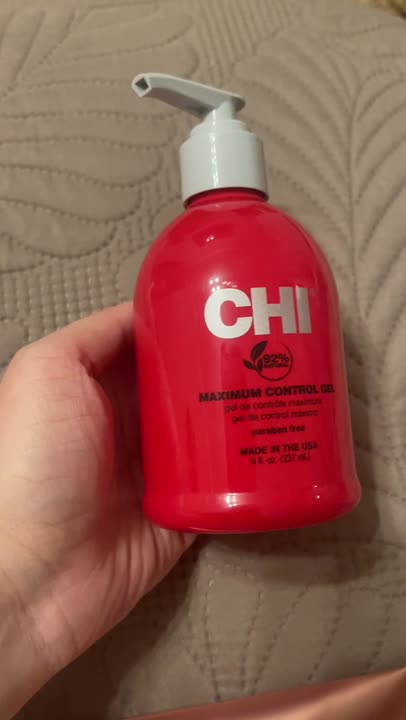 CHI
92%
NATURAL
MAXIMUM CONTROL GEL
gel de contrôle maximum
gel de control máximo
paraben free
MADE IN THE USA
8 fl. oz. (237 mL)